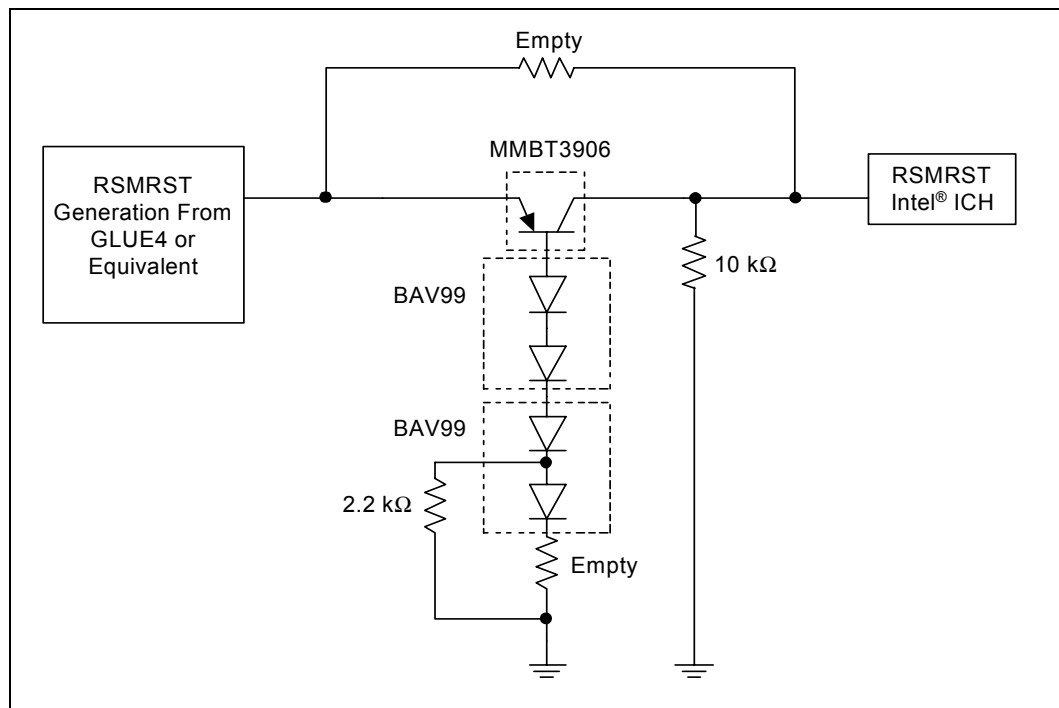 Empty
MMBT3906
RSMRST
Generation From
GLUE4 or
Equivalent
RSMRST
Intel® ICH
10 kΩ
BAV99
BAV99
2.2 kΩ
Empty